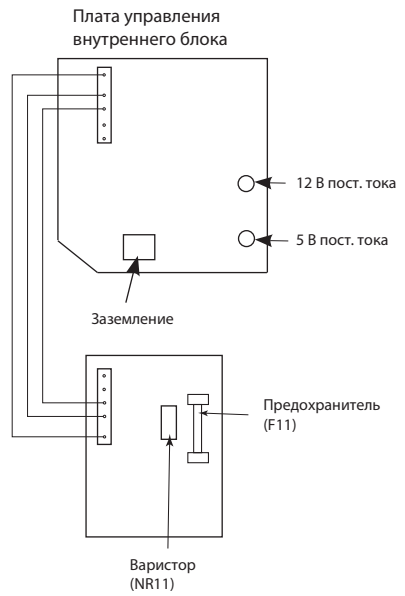 Плата управления
внутреннего блока
12 В пост. тока
5 В пост. тока
Заземление
Предохранитель
(F11)
Варистор
(NR11)